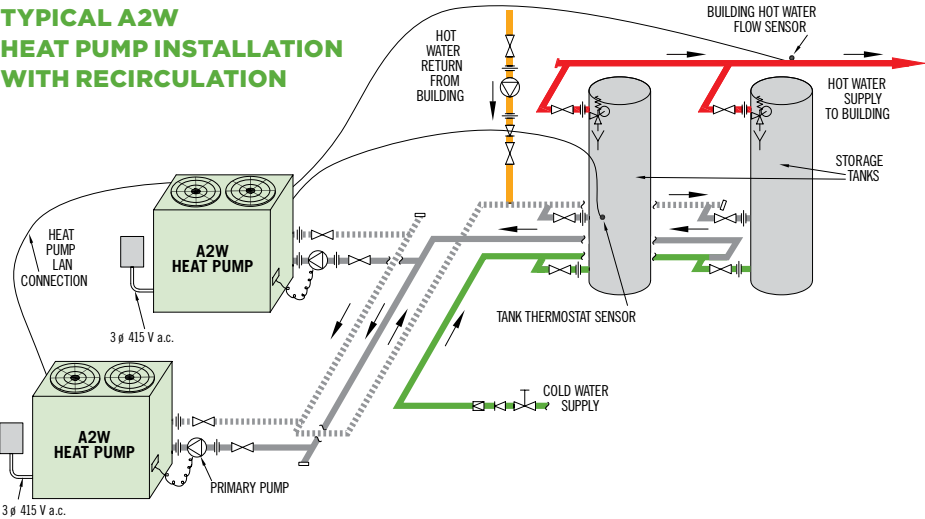 TYPICAL A2W
HEAT PUMP INSTALLATION
WITH RECIRCULATION
HOT
WATER
RETURN
FROM
BUILDING
BUILDING HOT WATER
FLOW SENSOR
HOT WATER
SUPPLY
TO BUILDING
STORAGE
TANKS
HEAT
PUMP
LAN
CONNECTION
A2W
HEAT PUMP
3 ø 415 V a.c.
TANK THERMOSTAT SENSOR
COLD WATER
SUPPLY
A2W
HEAT PUMP
PRIMARY PUMP
3 ø 415 V a.c.